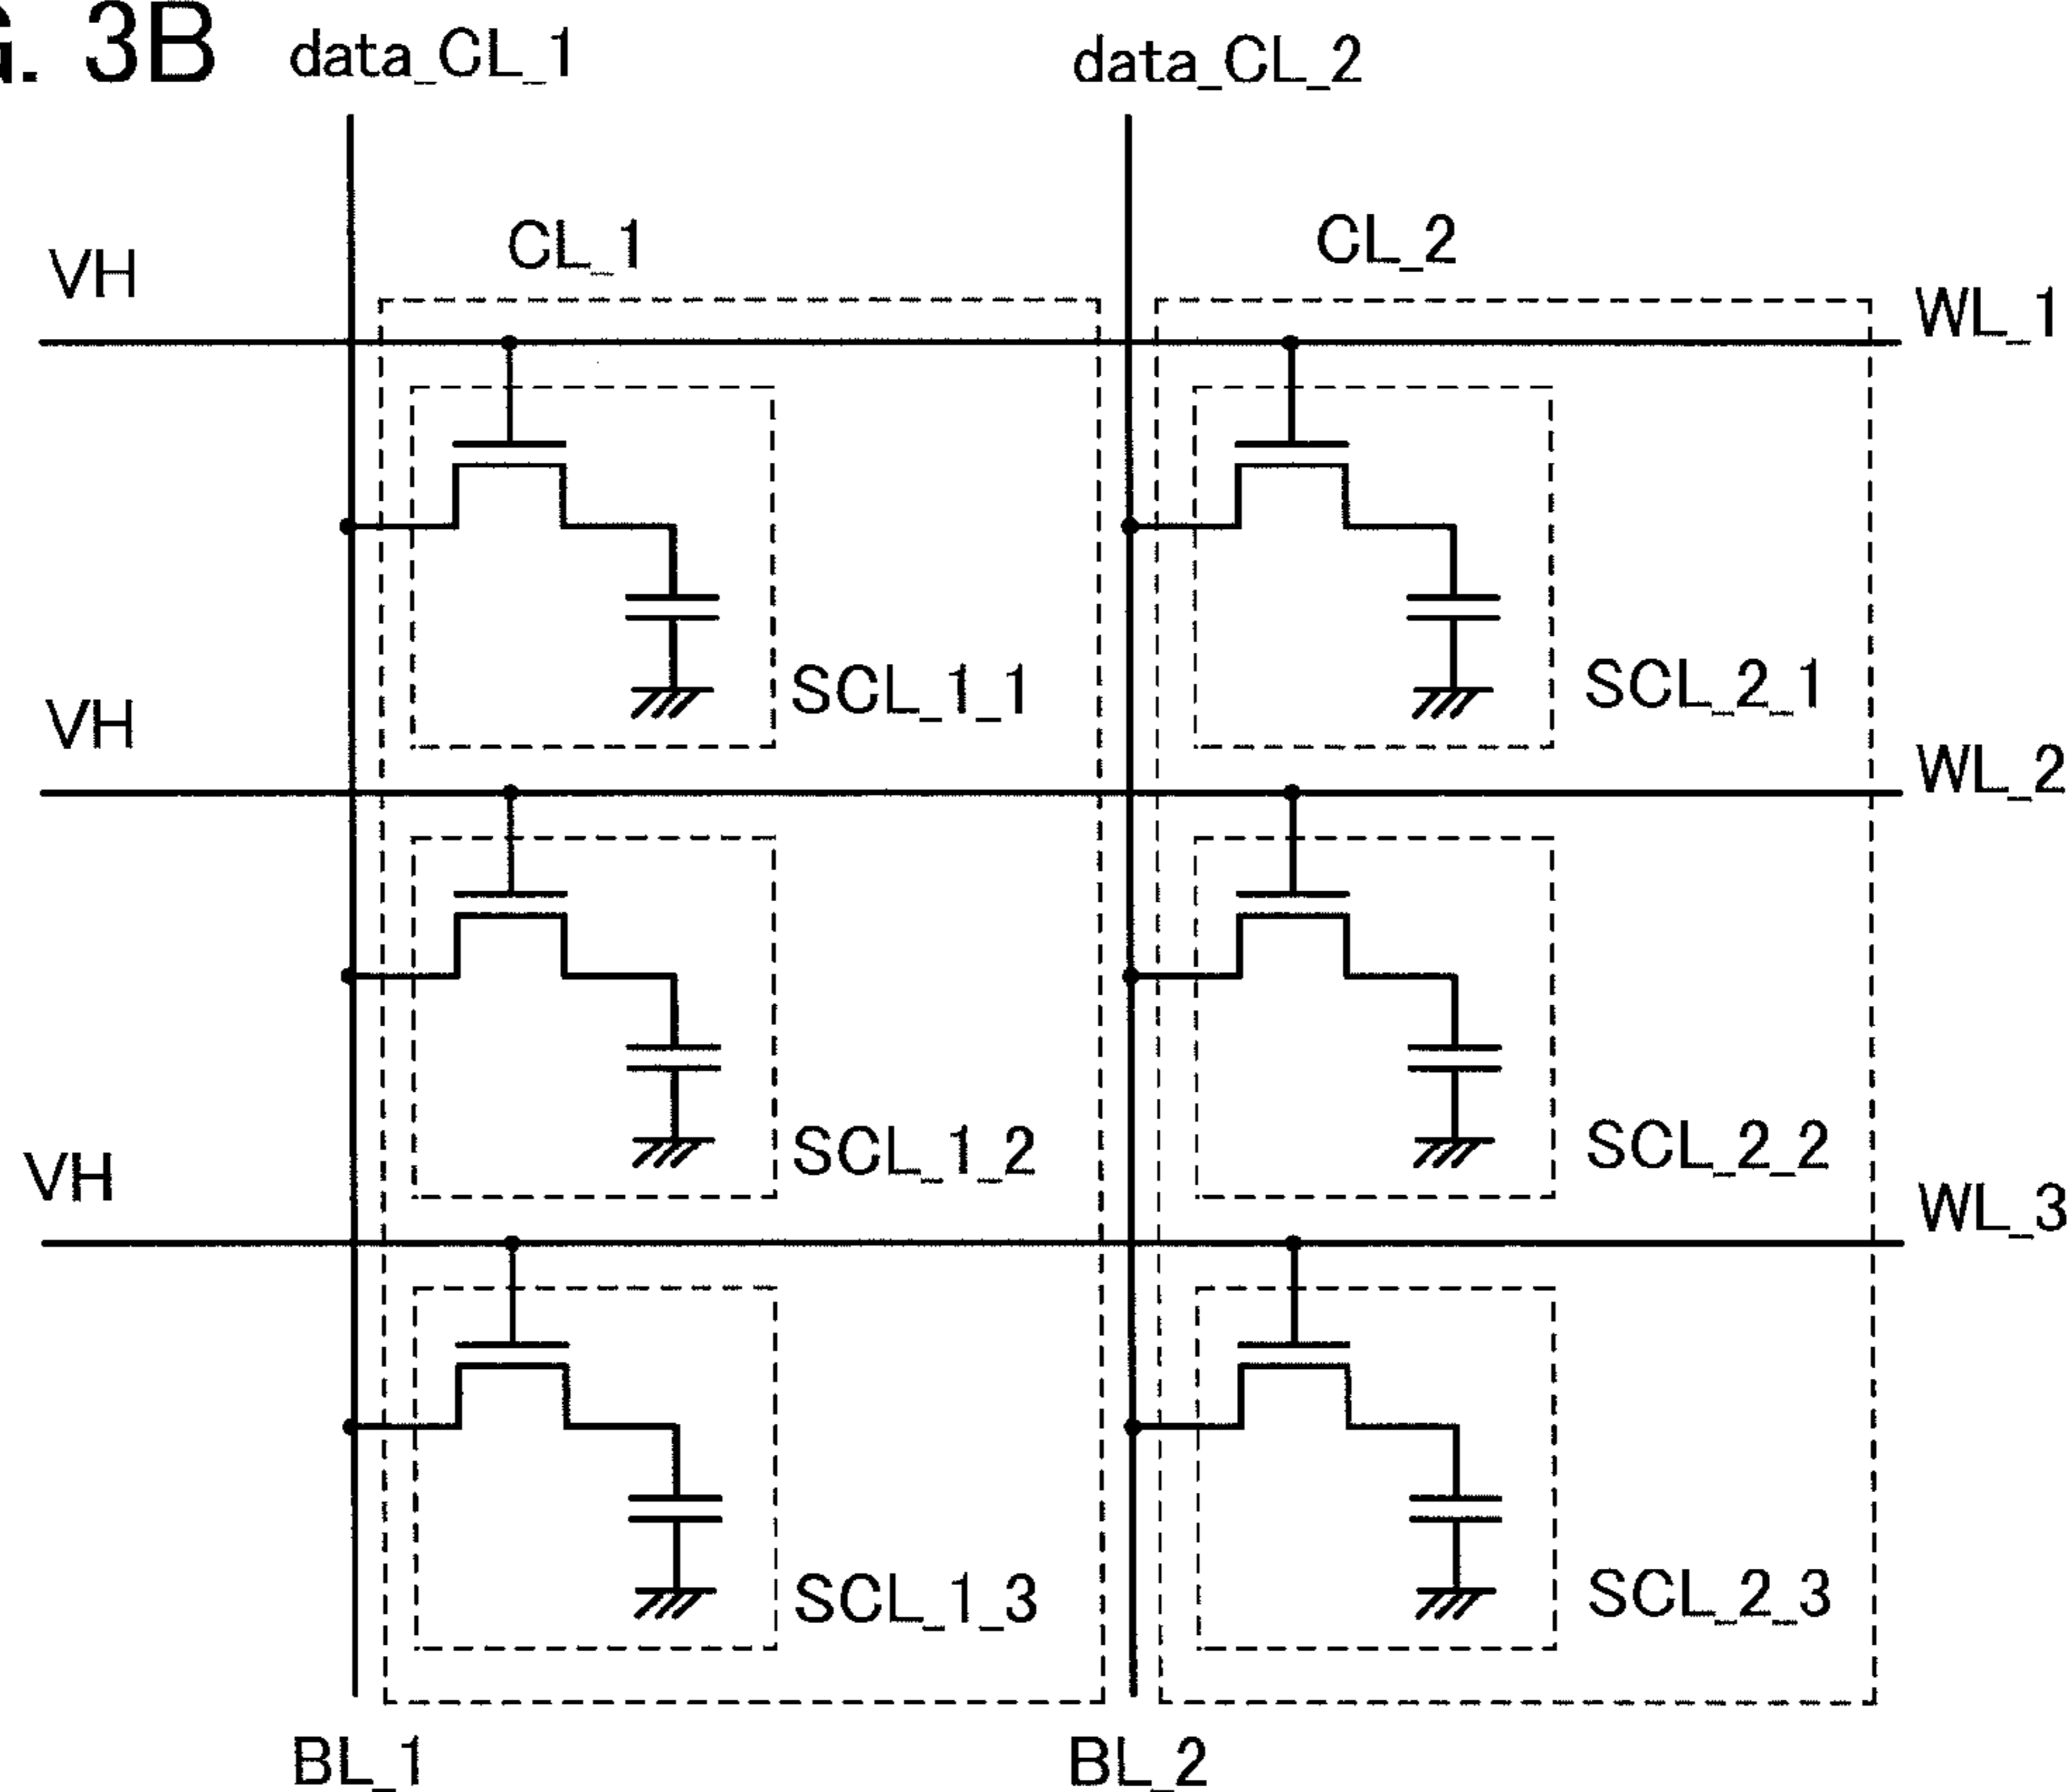 G. 3B
data_CL_1
data_CL_2
CL_1
CL_2
VH
WL_1
SCL_1_1
SCL_2_1
VH
WL_2
SCL_1_2
SCL_2_2
VH
WL_3
SCL_1_3
SCL_2_3
BL_1
BL_2